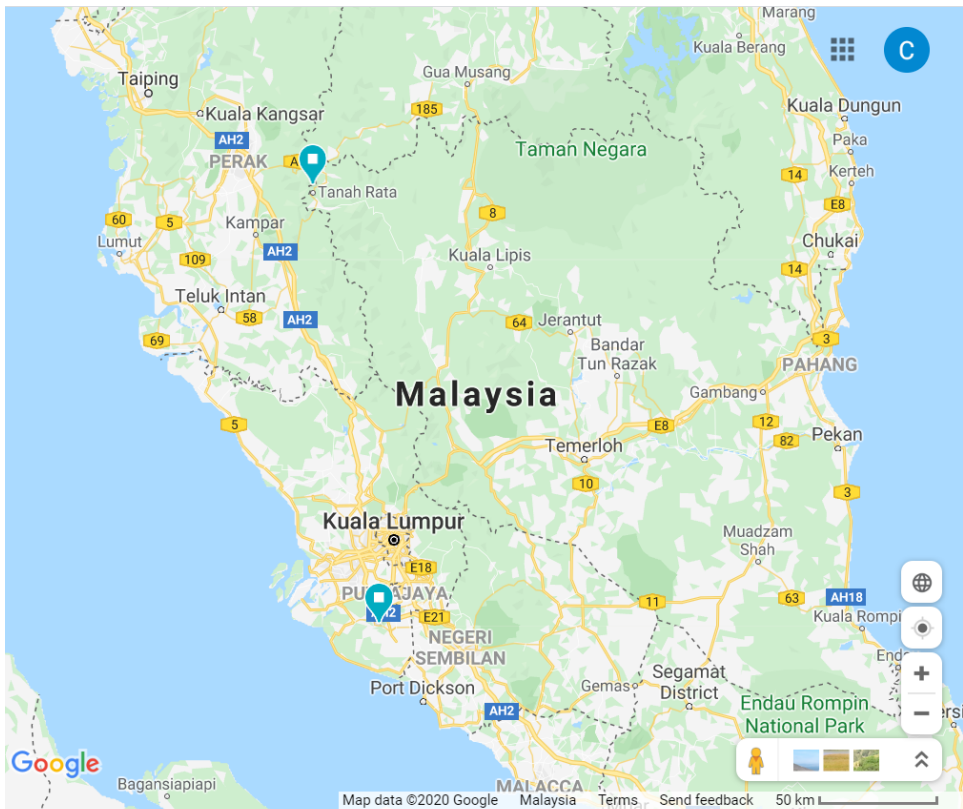 Marang
Kuala Berang
C
Gua Musang
Taiping
Kuala Kangsar
185
Kuala Dungun
AH2
Paka
PERAK
A
Taman Negara
Kerteh
14
Tanah Rata
E8
60
5
Kampar
8
Lumut
AH2
Kuala Lipis
Chukai
109
14
Teluk Intan
58
AH2
64
Jerantut
69
Bandar
Tun Razak
3
PAHANG
Malaysia
Gambang
5
E8
12
82
Pekan
Temerloh
10
3
Kuala Lumpur
Muadzam
Shah
E18
PU AJAYA
11
63
AH18
H2
E21
Kuala Rompi
NEGERI
SEMBILAN
Segamat
District
Port Dickson
Gemas
AH2
Endau Rompin
National Park
Google
Bagansiapiapi
MALACCA
Map data ©2020 Google Malaysia Terms Send feedback 50 km